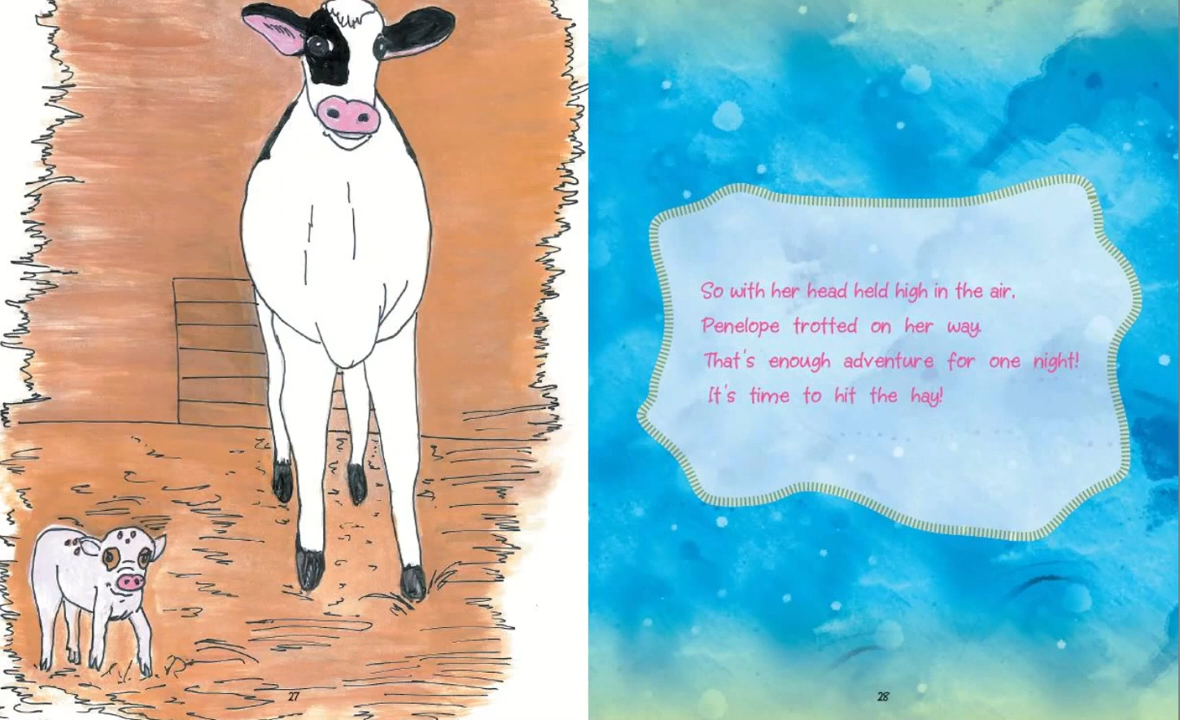 27
So with her head held high in the air,
Penelope trotted on her way.
That's enough adventure for one night!
It's time to hit the hay!
28